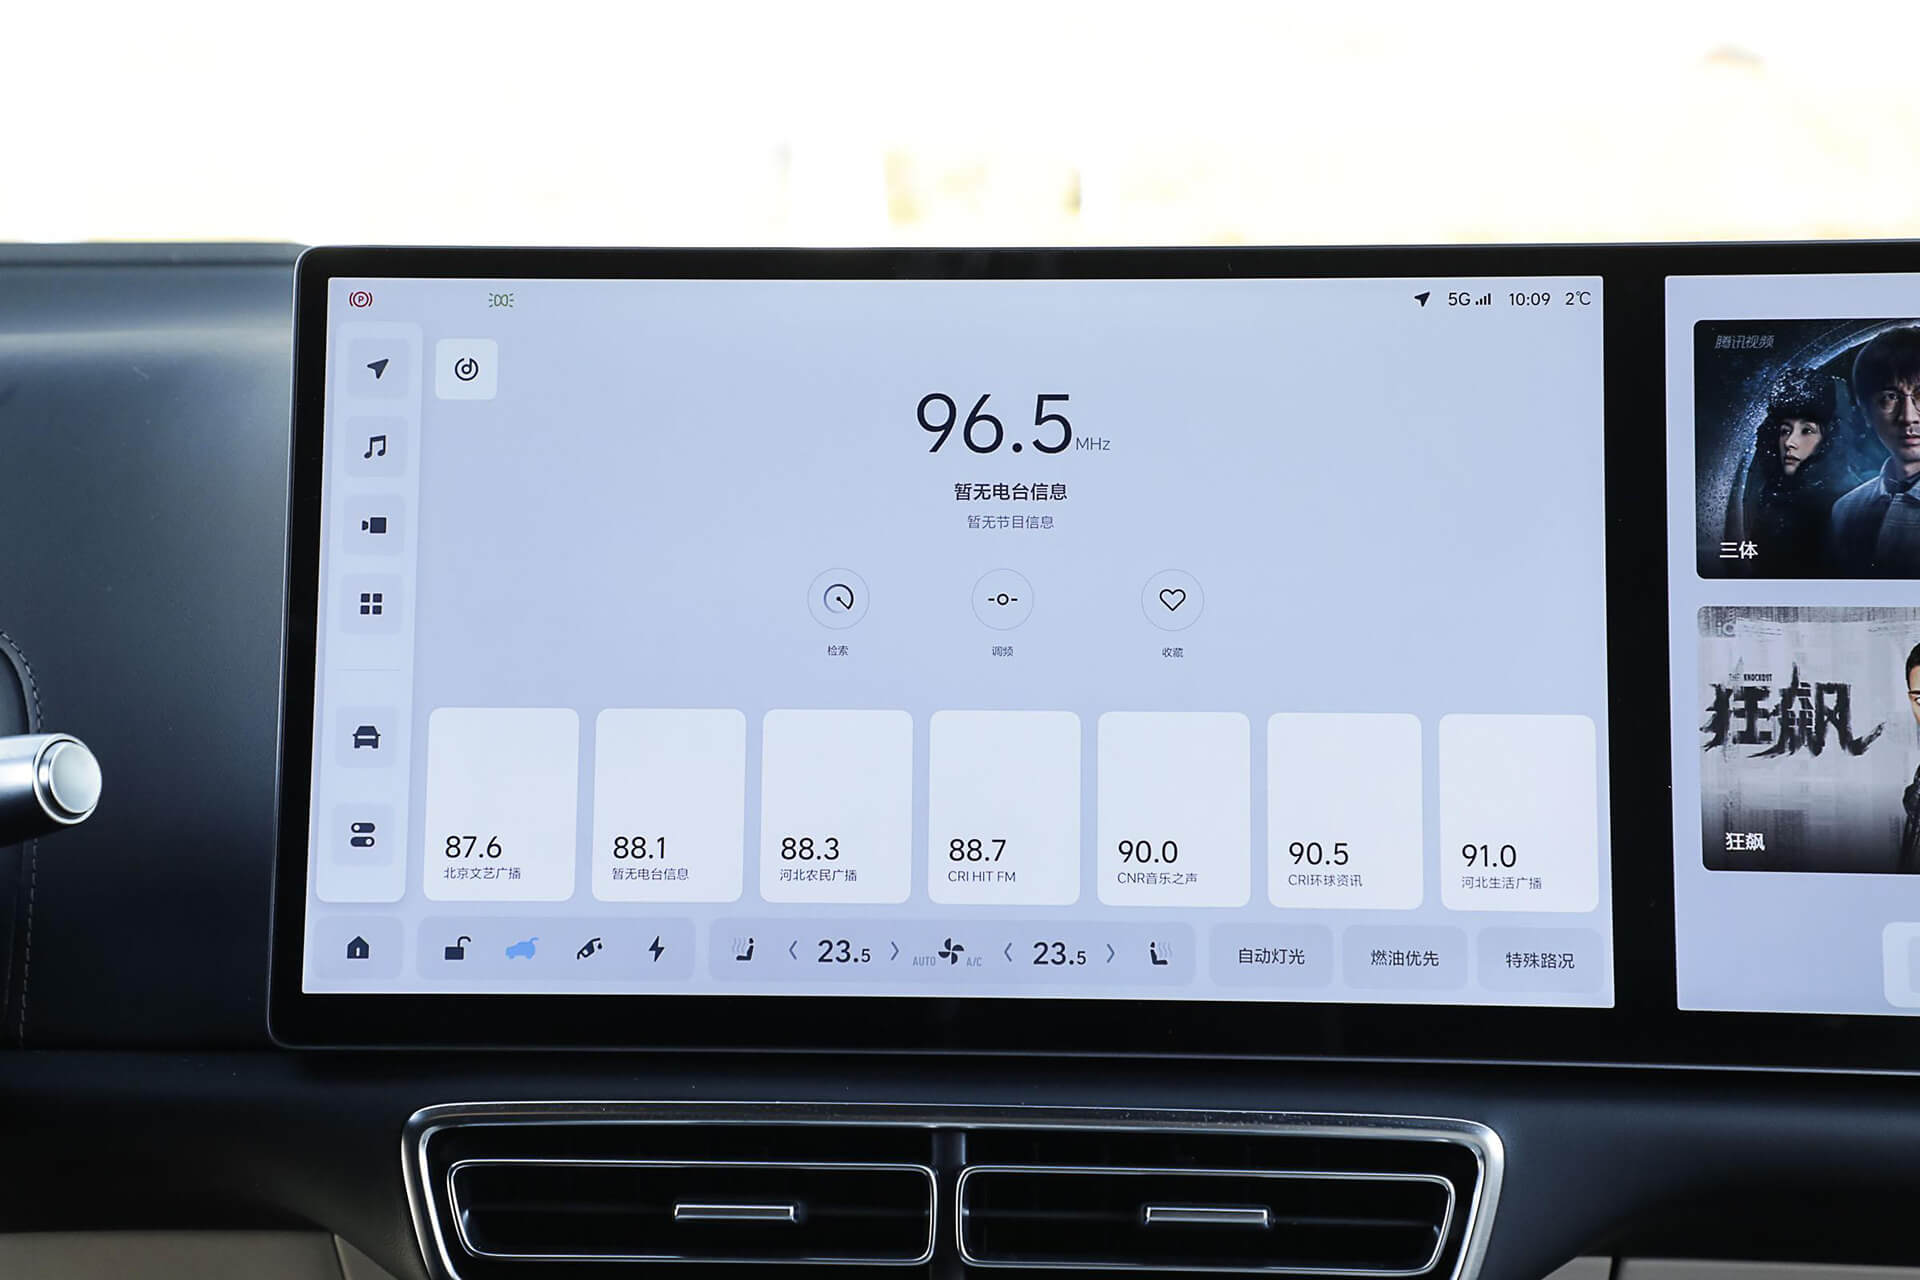 P
5G 10:09 2℃
96.5 MHz
暂无电台信息
暂无节目信息
检索 调频 收藏
87.6
北京文艺广播
88.1
暂无电台信息
88.3
河北农民广播
88.7
CRI HIT FM
90.0
CNR音乐之声
90.5
CRI环球资讯
91.0
河北生活广播
23.5 AUTO A/C 23.5
自动灯光 燃油优先 特殊路况
腾讯视频
三体
THE KNOCKOUT
狂飙
狂飙